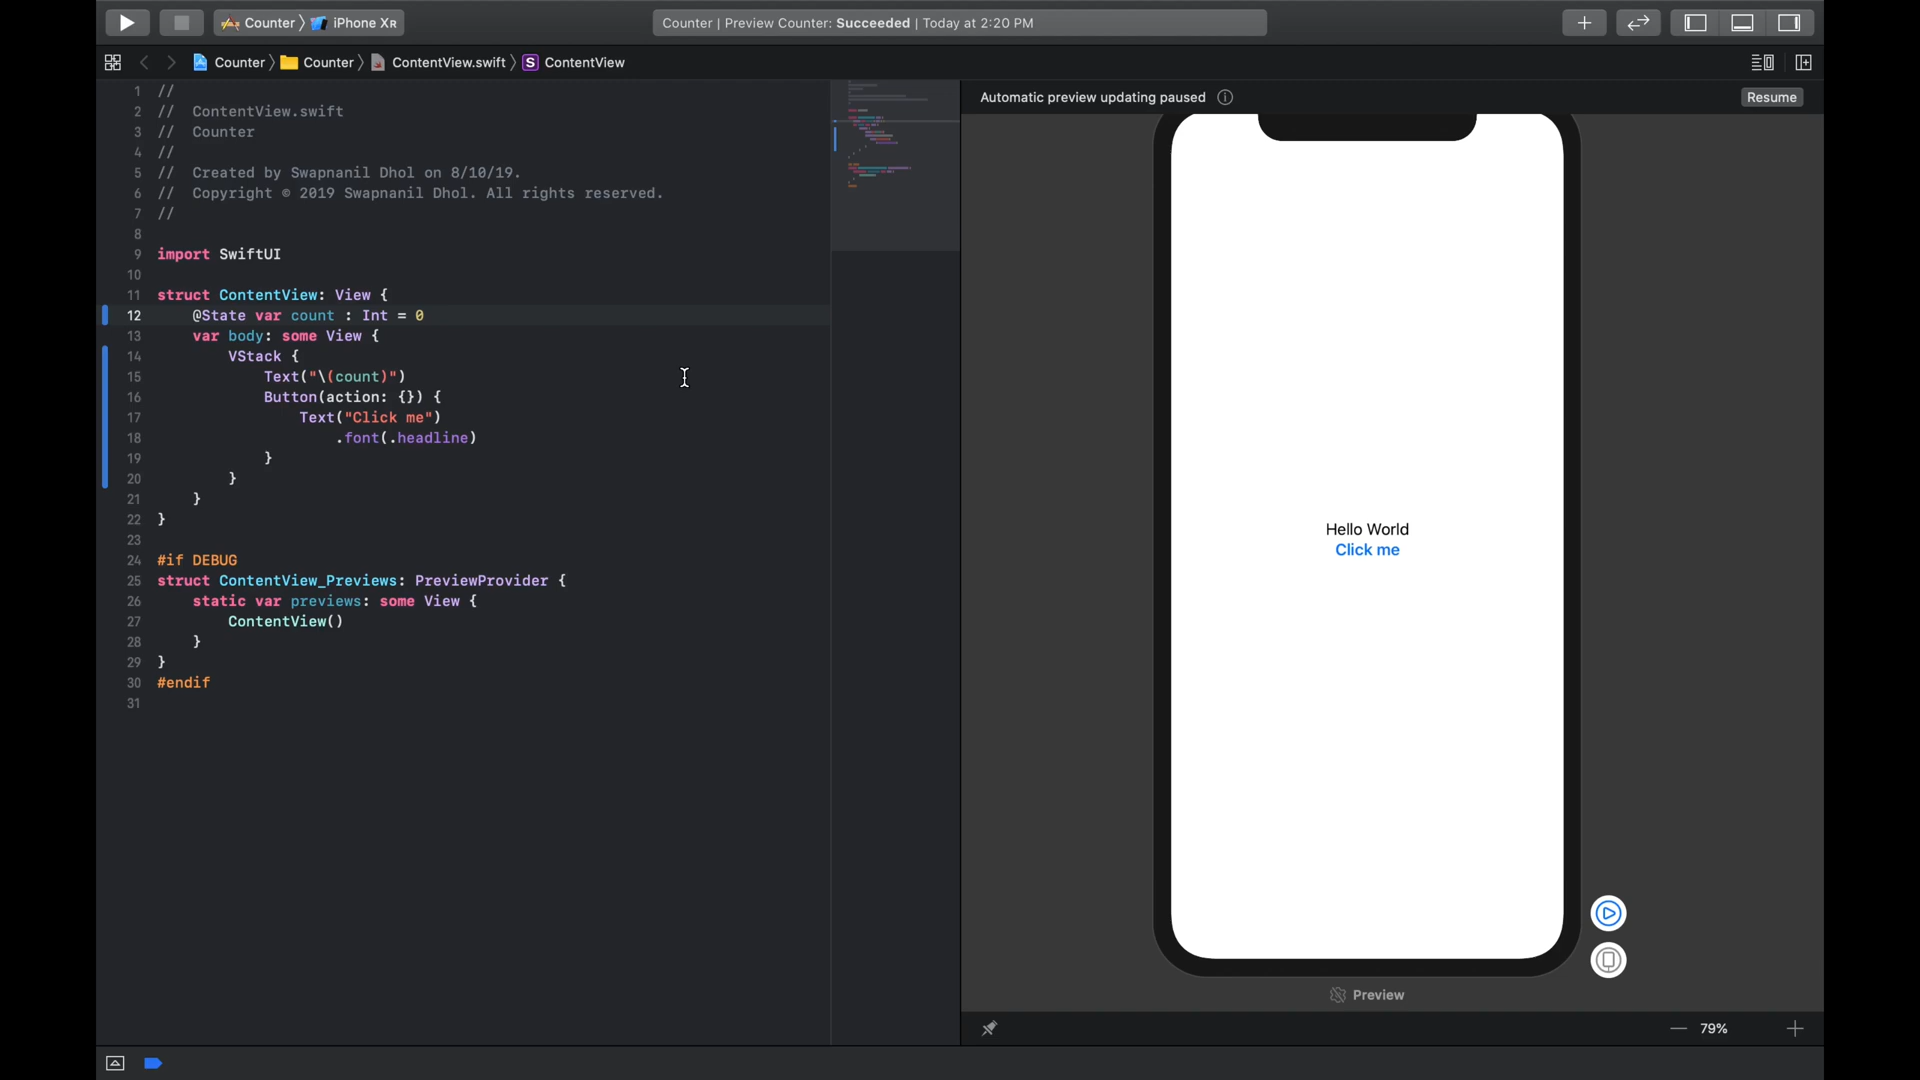 Counter 〉 iPhone XR
Counter | Preview Counter: Succeeded | Today at 2:20 PM
Counter 〉 Counter 〉 ContentView.swift 〉 S ContentView
1 //
2 //  ContentView.swift
3 //  Counter
4 //
5 //  Created by Swapnanil Dhol on 8/10/19.
6 //  Copyright © 2019 Swapnanil Dhol. All rights reserved.
7 //
8
9 import SwiftUI
10
11 struct ContentView: View {
12     @State var count : Int = 0
13     var body: some View {
14         VStack {
15             Text("\(count)")
16             Button(action: {}) {
17                 Text("Click me")
18                     .font(.headline)
19             }
20         }
21     }
22 }
23
24 #if DEBUG
25 struct ContentView_Previews: PreviewProvider {
26     static var previews: some View {
27         ContentView()
28     }
29 }
30 #endif
31
Automatic preview updating paused
Resume
Hello World
Click me
Preview
79%